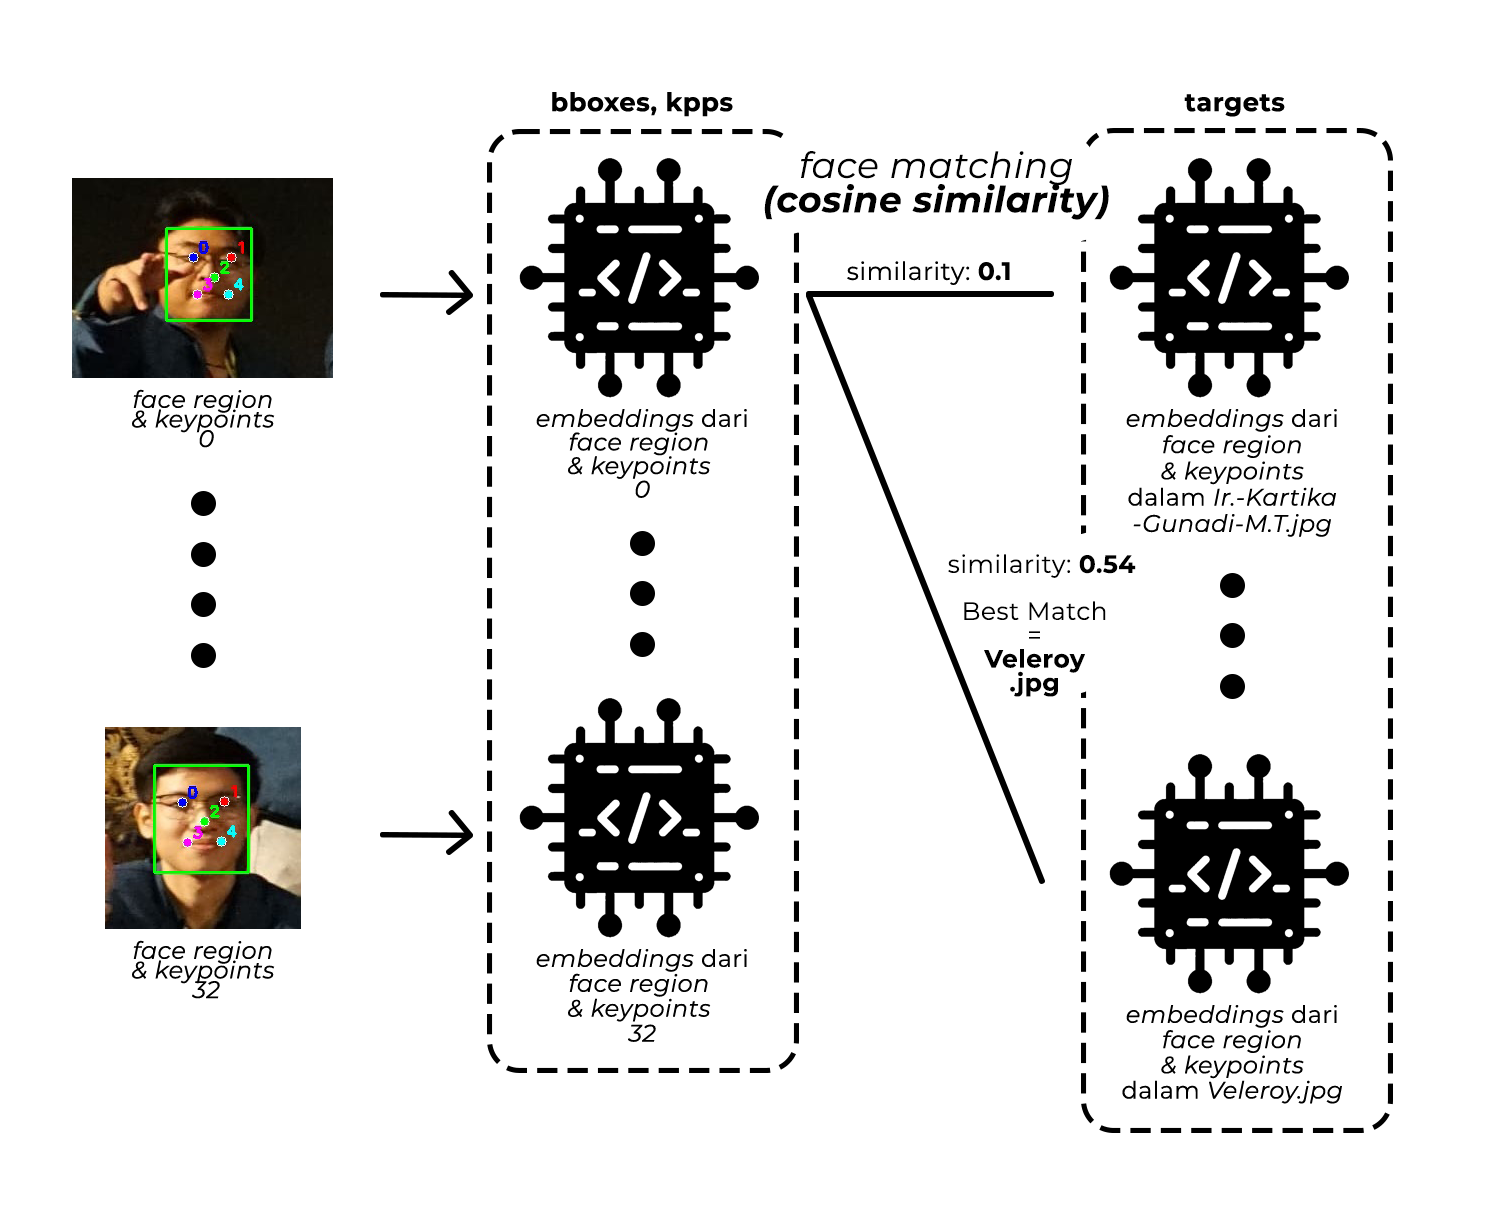 bboxes, kpps
targets
face matching
(cosine similarity)
0
1
2
3
4
similarity: 0.1
face region
& keypoints
0
embeddings dari
face region
& keypoints
0
embeddings dari
face region
& keypoints
dalam Ir.-Kartika
-Gunadi-M.T.jpg
similarity: 0.54
Best Match
=
Veleroy
.jpg
0
1
2
3
4
face region
& keypoints
32
embeddings dari
face region
& keypoints
32
embeddings dari
face region
& keypoints
dalam Veleroy.jpg